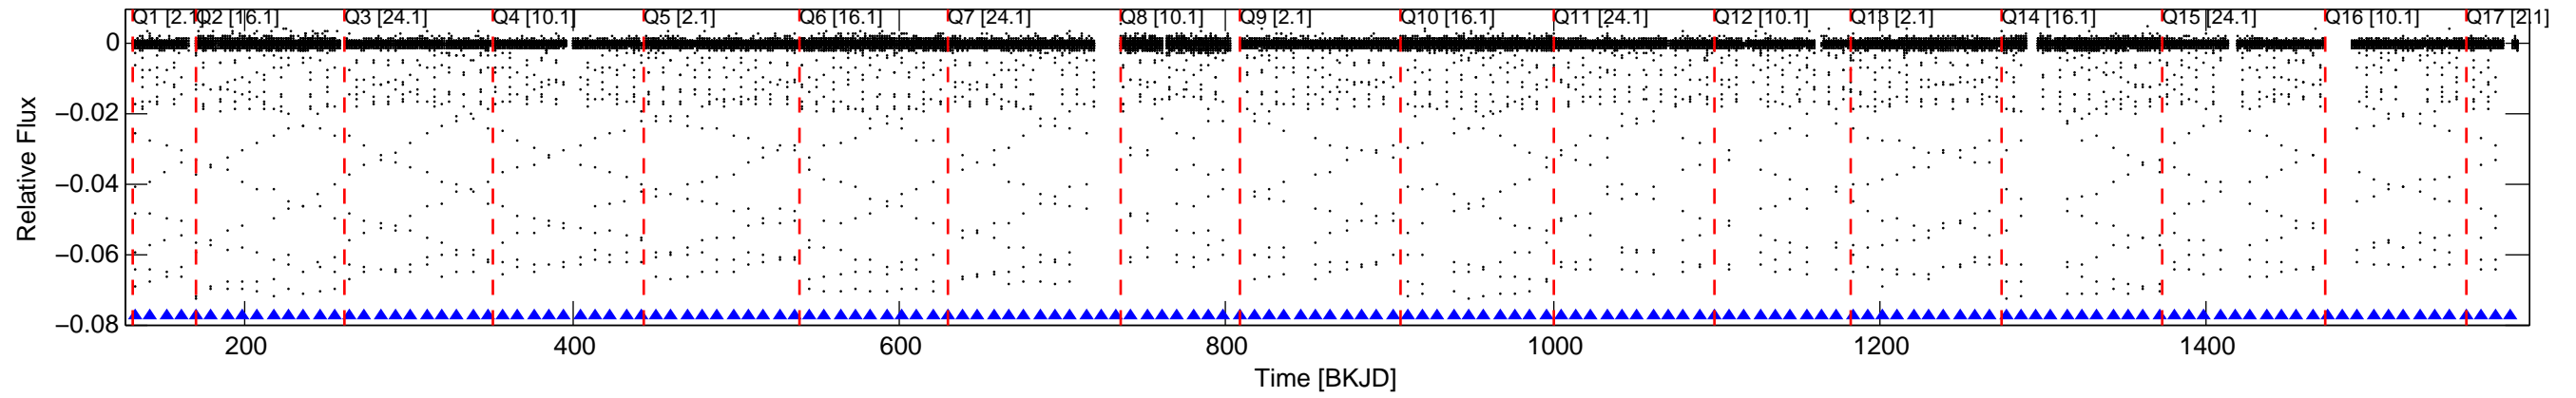 Q1 [2.1] Q2 [16.1] Q3 [24.1] Q4 [10.1] Q5 [2.1] Q6 [16.1] Q7 [24.1] Q8 [10.1] Q9 [2.1] Q10 [16.1] Q11 [24.1] Q12 [10.1] Q13 [2.1] Q14 [16.1] Q15 [24.1] Q16 [10.1] Q17 [2.1]
0
−0.02
−0.04
−0.06
−0.08
Relative Flux
200 400 600 800 1000 1200 1400
Time [BKJD]